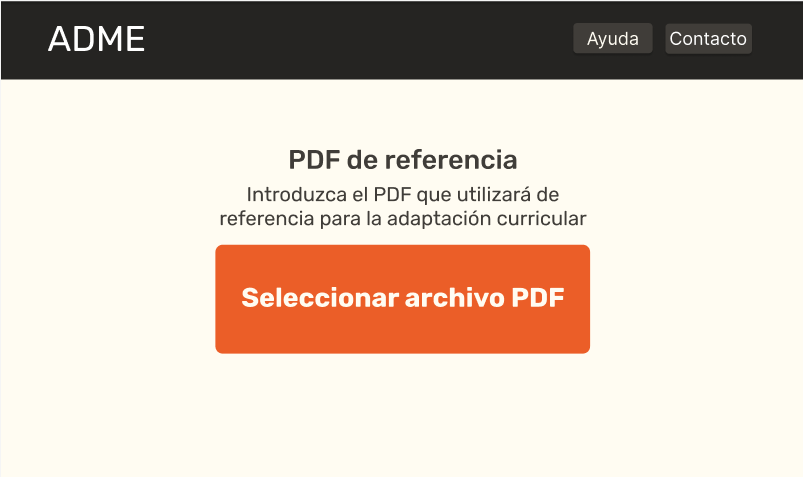 ADME
Ayuda
Contacto
PDF de referencia
Introduzca el PDF que utilizará de
referencia para la adaptación curricular
Seleccionar archivo PDF